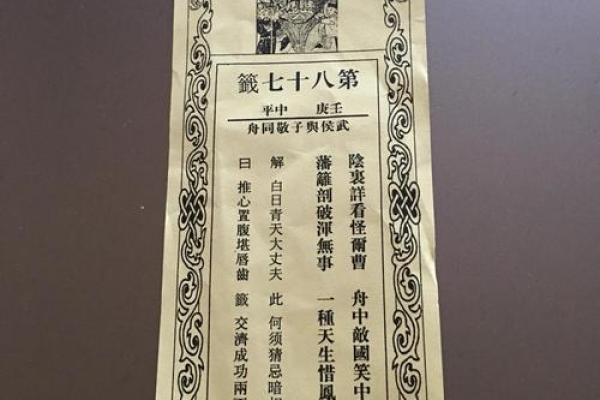 第八十七籤
壬庚 中平
武侯與子敬同舟
陰裏詳看怪爾曹 舟中敵國笑中
藩籬剖破渾無事 一種天生惜鳳
解 白日青天大丈夫 此 何须猜忌暗
曰 推心置腹堪唇齒 籤 交濟成功兩